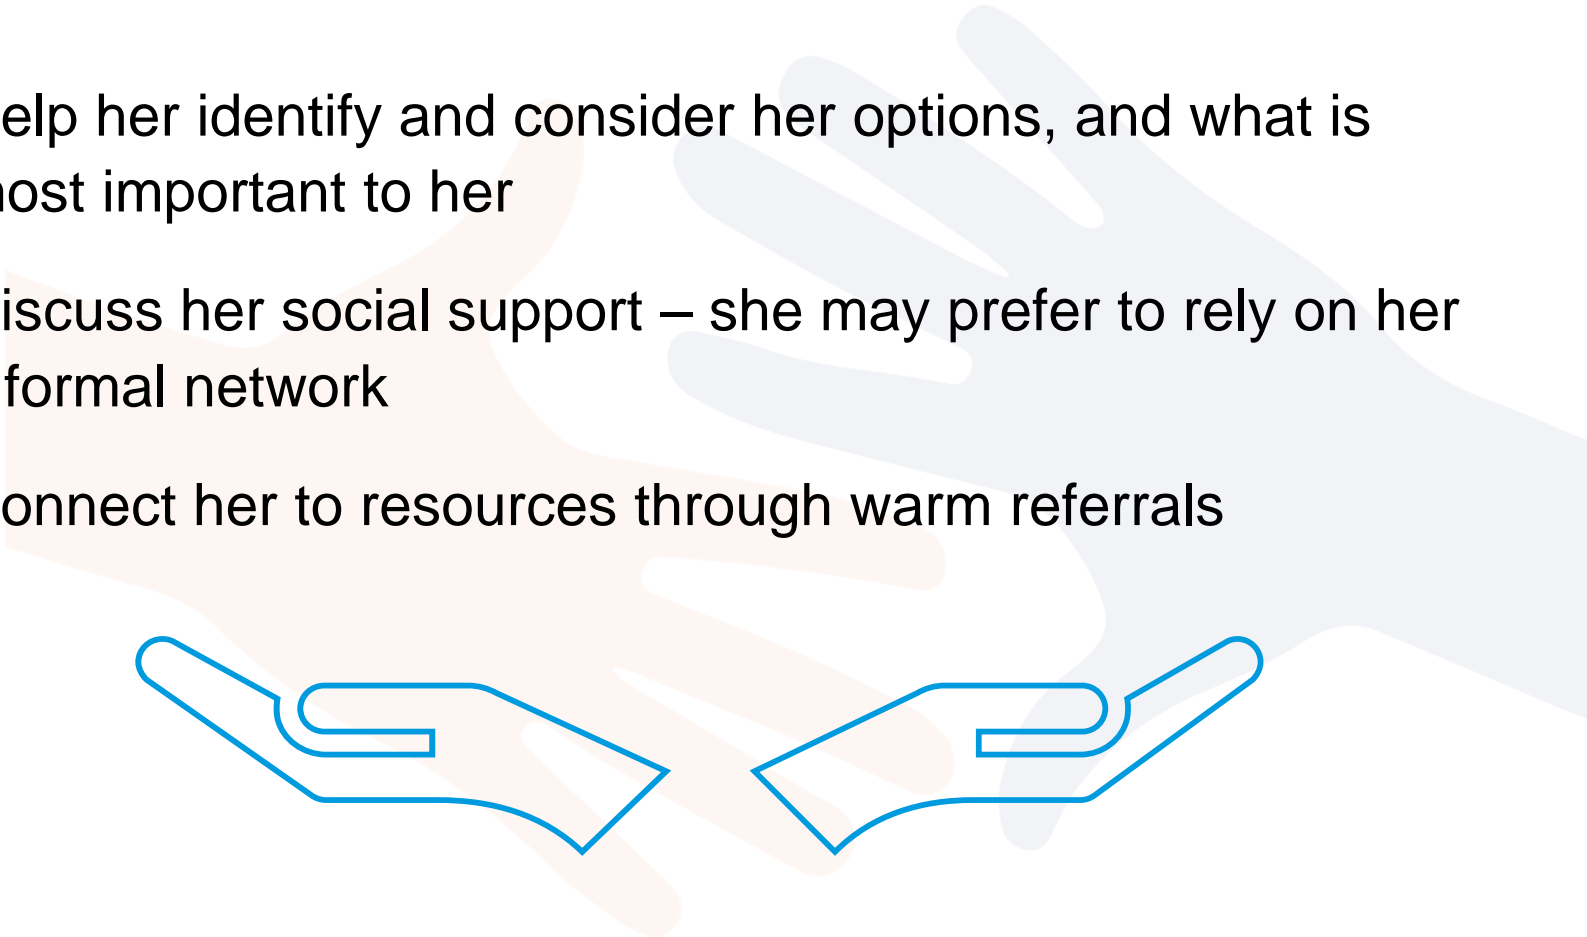 elp her identify and consider her options, and what is
ost important to her
iscuss her social support – she may prefer to rely on her
formal network
onnect her to resources through warm referrals